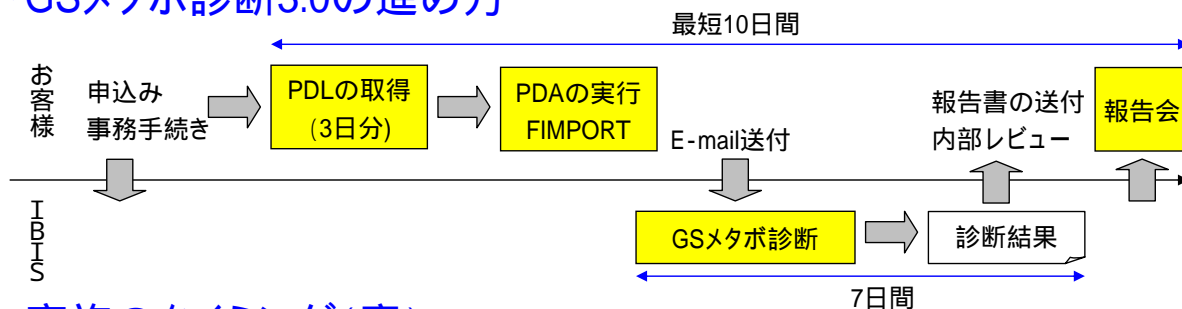 GSメタボ診断3.0の進め方
最短10日間
お客様
申込み
事務手続き
PDLの取得
(3日分)
PDAの実行
FIMPORT
E-mail送付
報告書の送付
内部レビュー
報告会
IBIS
GSメタボ診断
診断結果
7日間